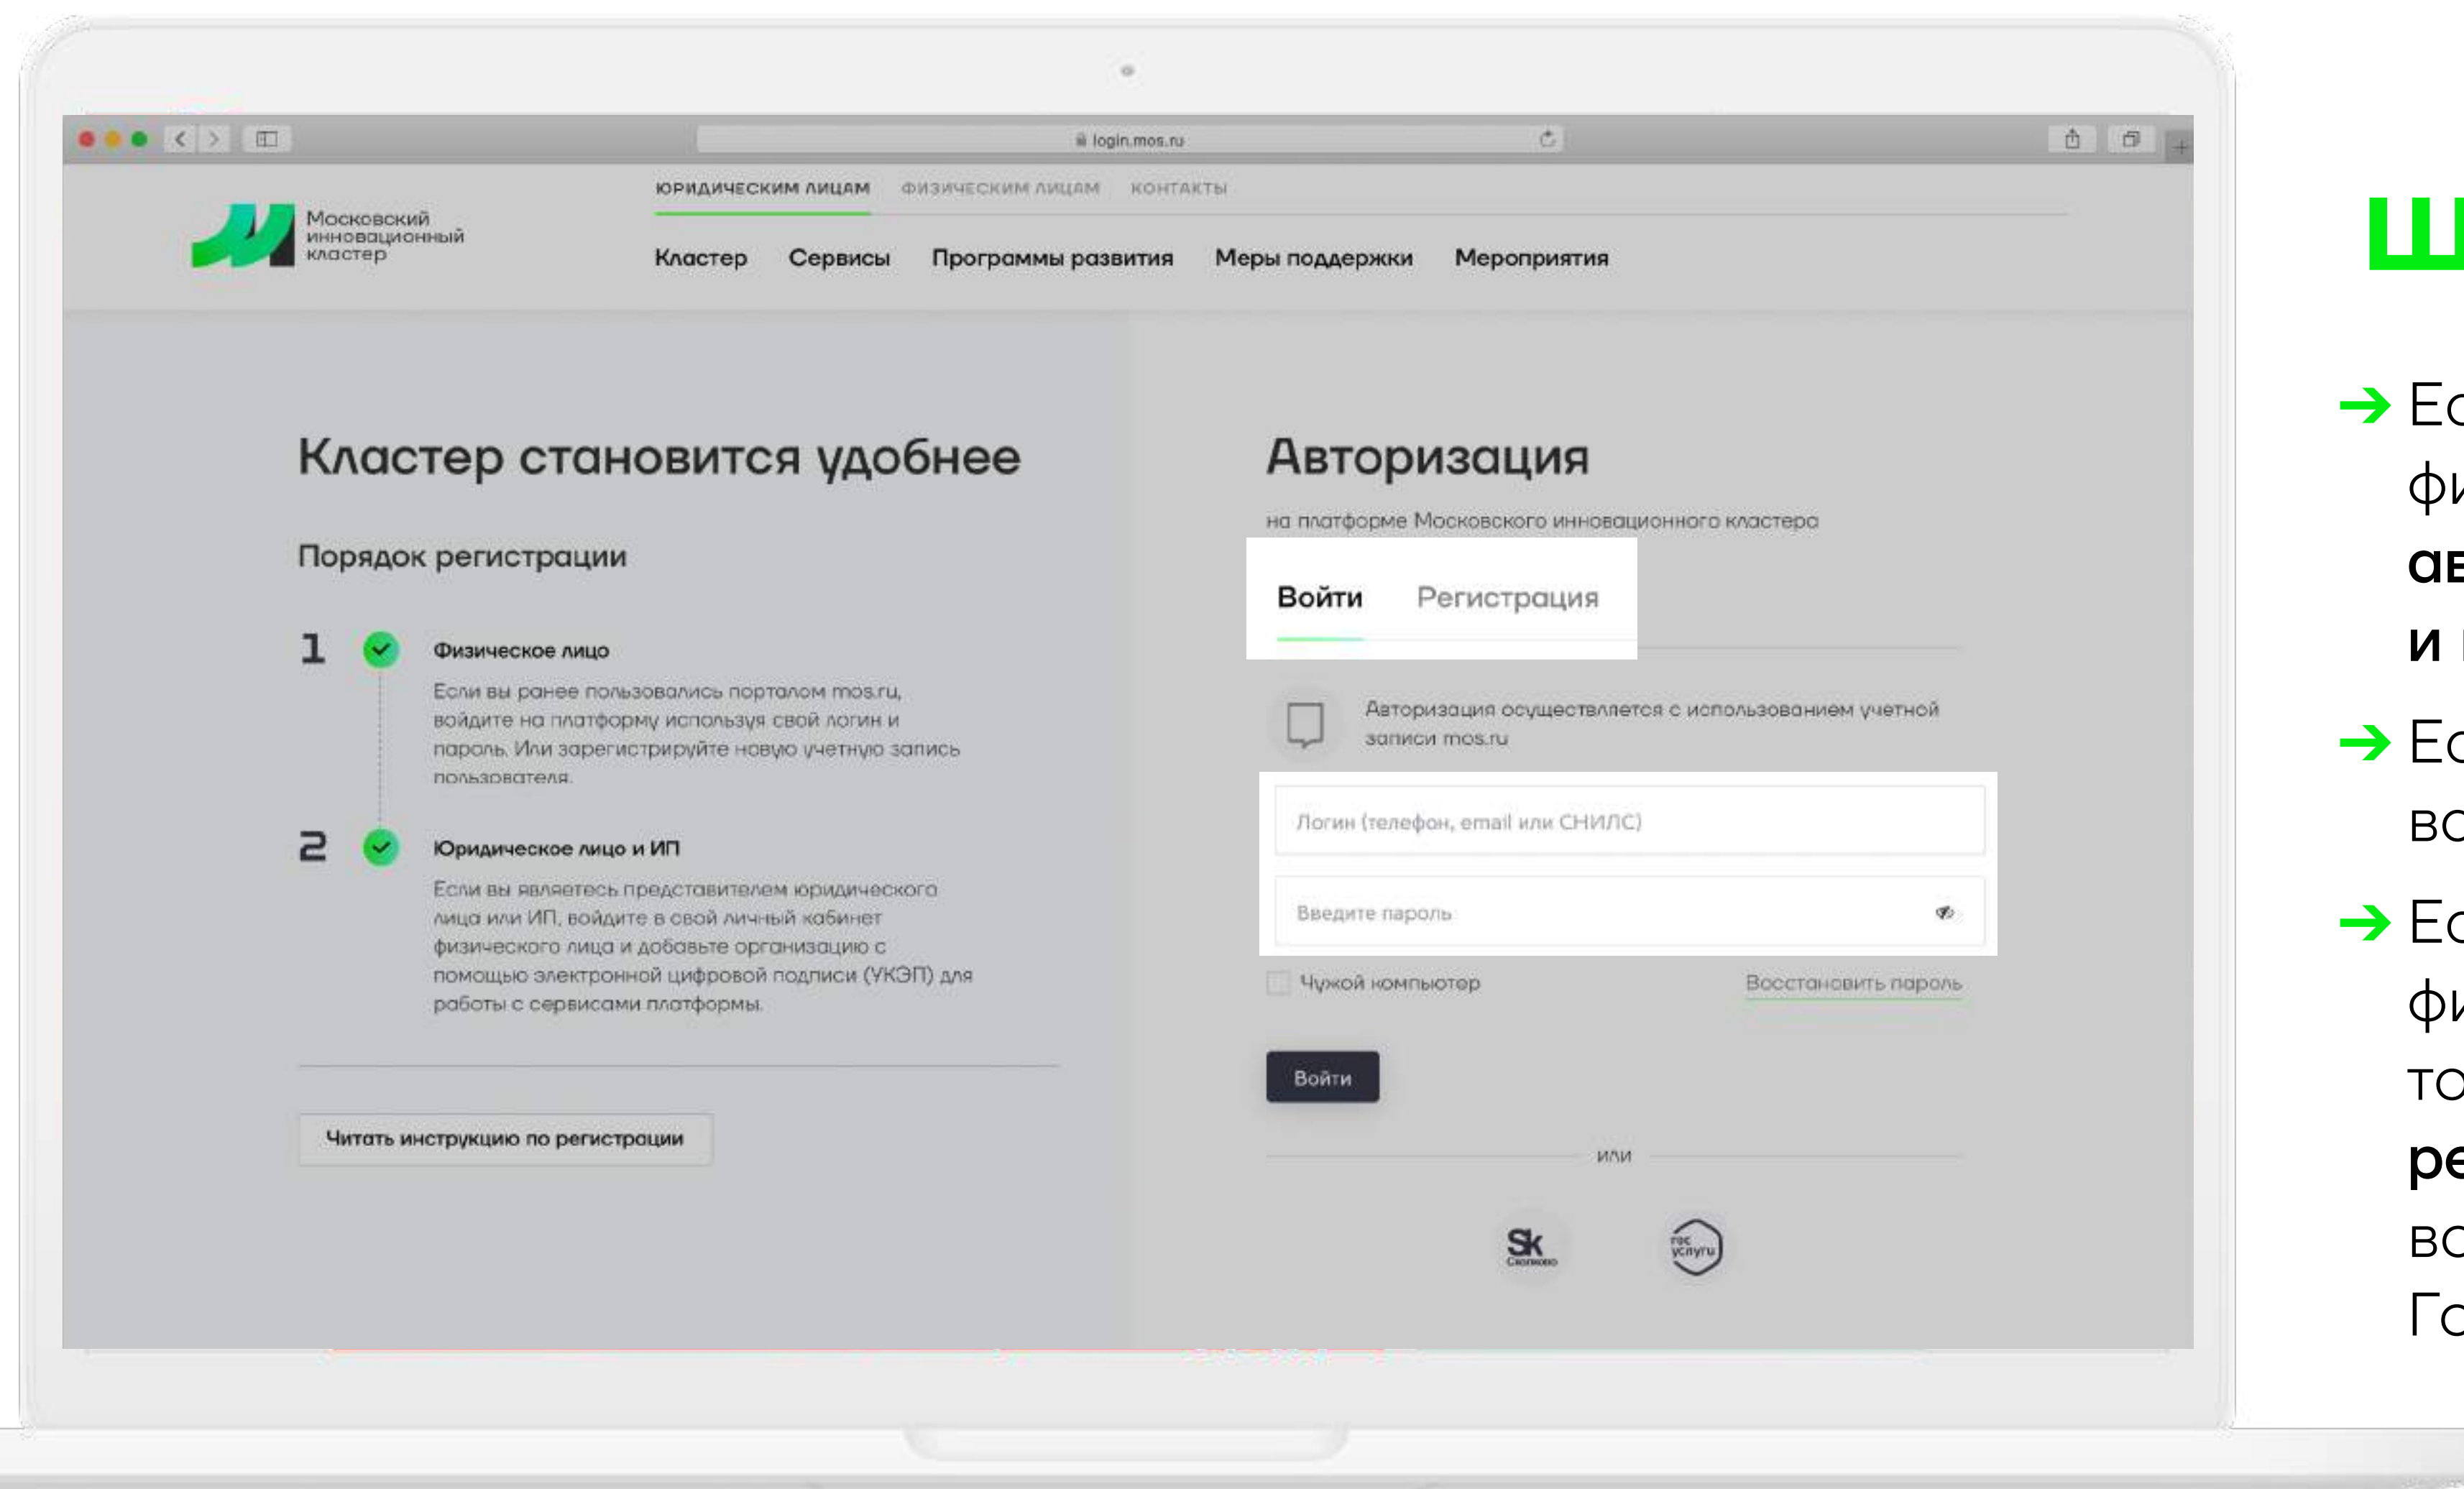 login.mos.ru
ЮРИДИЧЕСКИМ ЛИЦАМ ФИЗИЧЕСКИМ ЛИЦАМ КОНТАКТЫ
Московский
инновационный
кластер
Кластер Сервисы Программы развития Меры поддержки Мероприятия
Кластер становится удобнее
Порядок регистрации
1 Физическое лицо
Если вы ранее пользовались порталом mos.ru,
войдите на платформу используя свой логин и
пароль. Или зарегистрируйте новую учетную запись
пользователя.
2 Юридическое лицо и ИП
Если вы являетесь представителем юридического
лица или ИП, войдите в свой личный кабинет
физического лица и добавьте организацию с
помощью электронной цифровой подписи (УКЭП) для
работы с сервисами платформы.
Читать инструкцию по регистрации
Авторизация
на платформе Московского инновационного кластера
Войти Регистрация
Авторизация осуществляется с использованием учетной
записи mos.ru
Логин (телефон, email или СНИЛС)
Введите пароль
Чужой компьютер Восстановить пароль
Войти
или
Sk
Сколково
гос
услуги
и